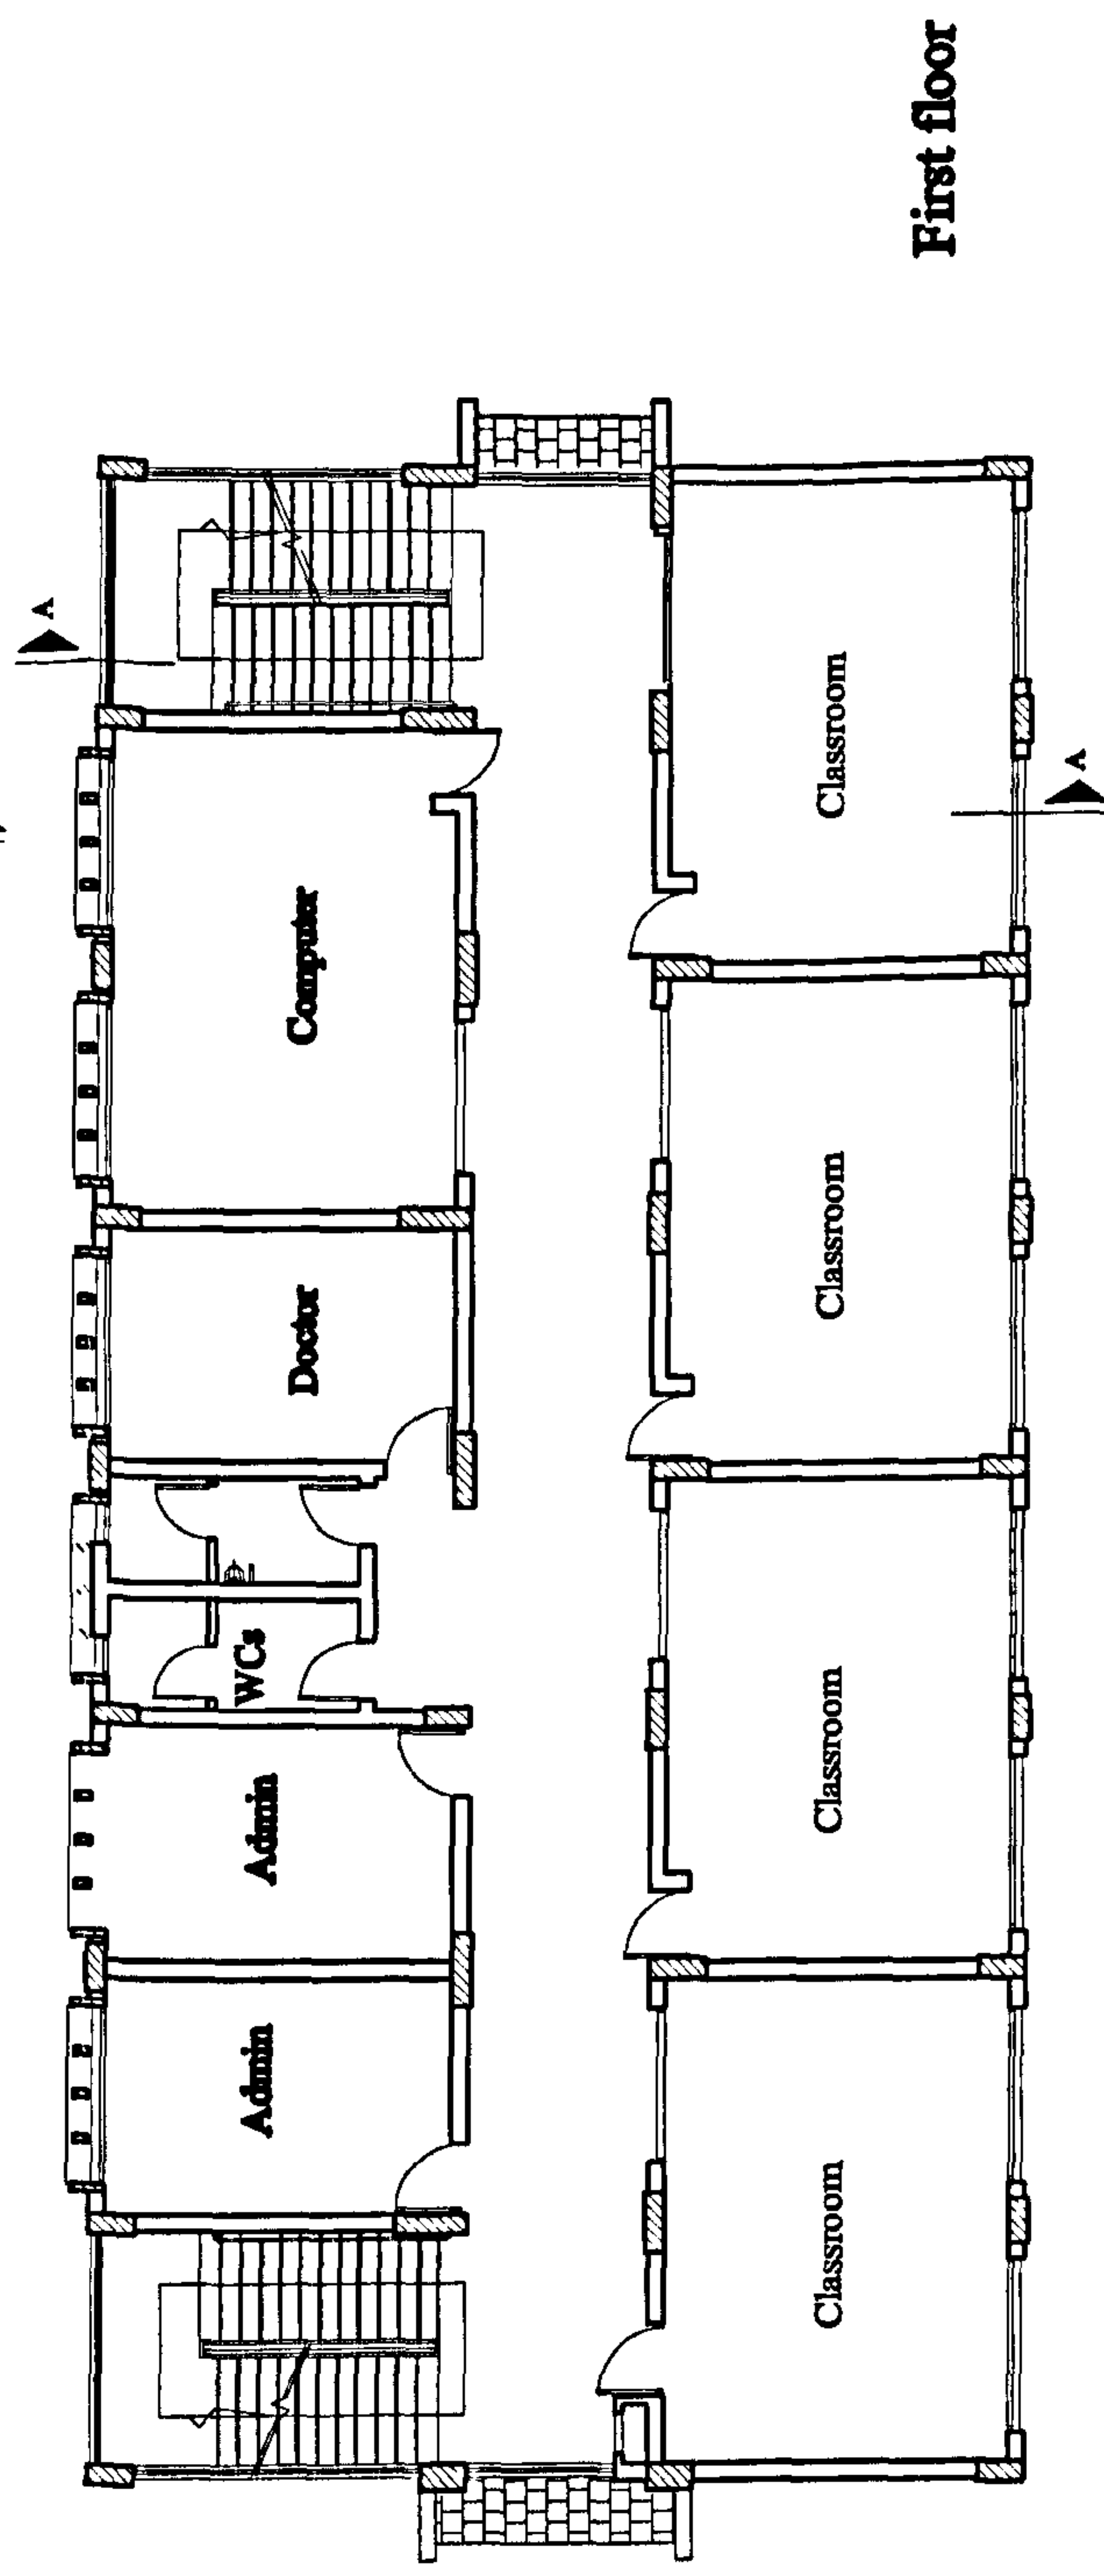 First floor
A
Computer
Doctor
WCs
Admin
Admin
Classroom
Classroom
Classroom
Classroom
A